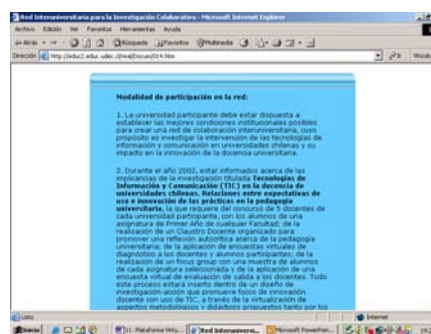 Red Interuniversitaria para la Investigación Colaborativa - Microsoft Internet Explorer
Archivo Edición Ver Favoritos Herramientas Ayuda
Atrás Búsqueda Favoritos Multimedia
Dirección
Modalidad de participación en la red:
1. La universidad participante debe estar dispuesta a
establecer las mejores condiciones institucionales posibles
para crear una red de colaboración interuniversitaria, cuyo
propósito es investigar la intervención de las tecnologías de
información y comunicación en universidades chilenas y su
impacto en la innovación de la docencia universitaria.
2. Durante el año 2002, estar informados acerca de las
implicancias de la investigación titulada Tecnologías de
Información y Comunicación (TIC) en la docencia de
universidades chilenas. Relaciones entre expectativas de
uso e innovación de las prácticas en la pedagogía
universitaria, la que requiere del concurso de 5 docentes de
cada universidad participante, con los alumnos de una
asignatura de Primer Año de cualquier Facultad; de la
realización de un Claustro Docente organizado para
promover una reflexión autocrítica acerca de la pedagogía
universitaria; de la aplicación de encuestas virtuales de
diagnóstico a los docentes y alumnos participantes; de la
realización de un focus group con una muestra de alumnos
de cada asignatura seleccionada y de la aplicación de una
encuesta virtual de evaluación de salida a los docentes. Todo
este proceso estará inserto dentro de un diseño de
investigación-acción que promueve focos de innovación
docente con uso de TIC, a través de la virtualización de
aspectos metodológicos y didácticos propuestos tanto por los
Listo Internet
Inicio 11. Plataforma Virtu... Red Interuniversi... Microsoft PowerPoin...